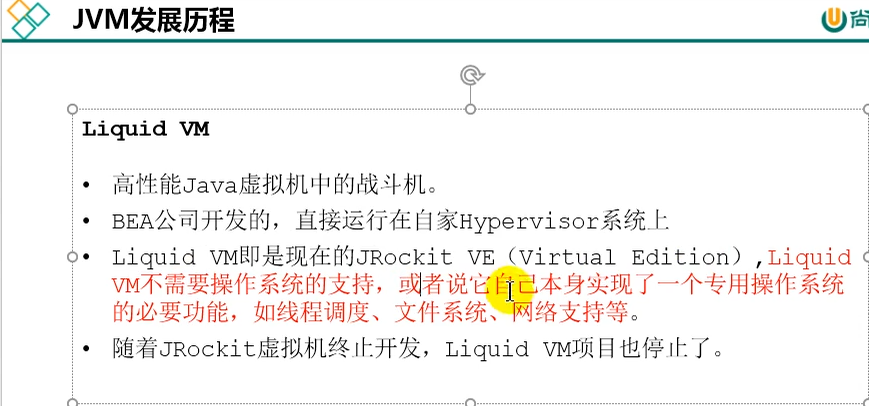 JVM发展历程
尚
Liquid VM
• 高性能Java虚拟机中的战斗机。
• BEA公司开发的，直接运行在自家Hypervisor系统上
• Liquid VM即是现在的JRockit VE（Virtual Edition）,Liquid
VM不需要操作系统的支持，或者说它自己本身实现了一个专用操作系统
的必要功能，如线程调度、文件系统、网络支持等。
• 随着JRockit虚拟机终止开发，Liquid VM项目也停止了。